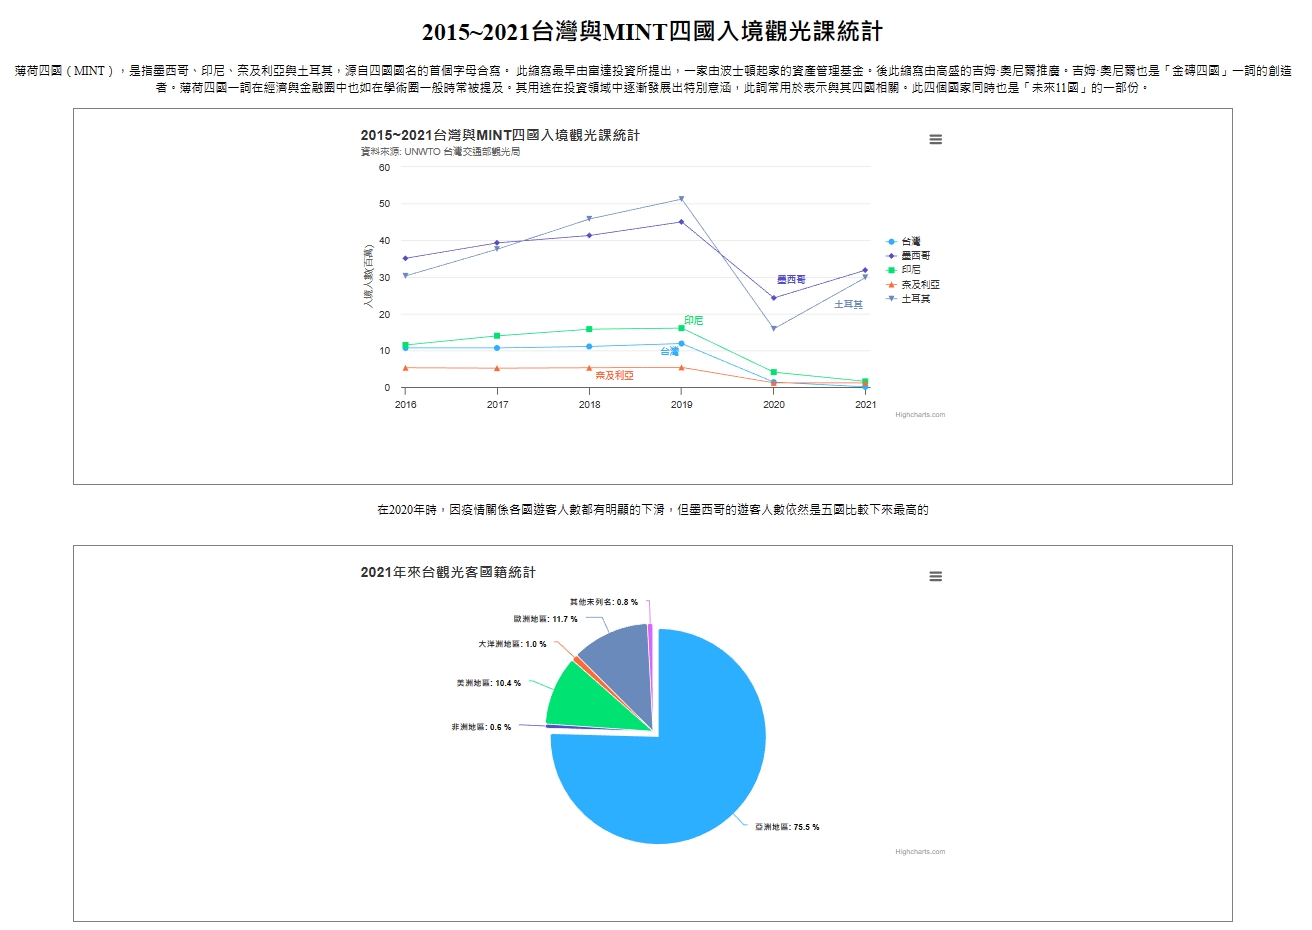 2015~2021台灣與MINT四國入境觀光課統計
薄荷四國（MINT），是指墨西哥、印尼、奈及利亞與土耳其，源自四國國名的首個字母合寫。 此縮寫最早由富達投資所提出，一家由波士頓起家的資產管理基金。後此縮寫由高盛的吉姆·奧尼爾推廣。吉姆·奧尼爾也是「金磚四國」一詞的創造
者。薄荷四國一詞在經濟與金融圈中也如在學術圈一般時常被提及。其用途在投資領域中逐漸發展出特別意涵，此詞常用於表示與其四國相關。此四個國家同時也是「未來11國」的一部份。
2015~2021台灣與MINT四國入境觀光課統計
資料來源: UNWTO 台灣交通部觀光局
入境人數(百萬)
60
50
40
30
20
10
0
2016
2017
2018
2019
2020
2021
墨西哥
土耳其
印尼
台灣
奈及利亞
台灣
墨西哥
印尼
奈及利亞
土耳其
Highcharts.com
在2020年時，因疫情關係各國遊客人數都有明顯的下滑，但墨西哥的遊客人數依然是五國比較下來最高的
2021年來台觀光客國籍統計
其他未列名: 0.8 %
歐洲地區: 11.7 %
大洋洲地區: 1.0 %
美洲地區: 10.4 %
非洲地區: 0.6 %
亞洲地區: 75.5 %
Highcharts.com